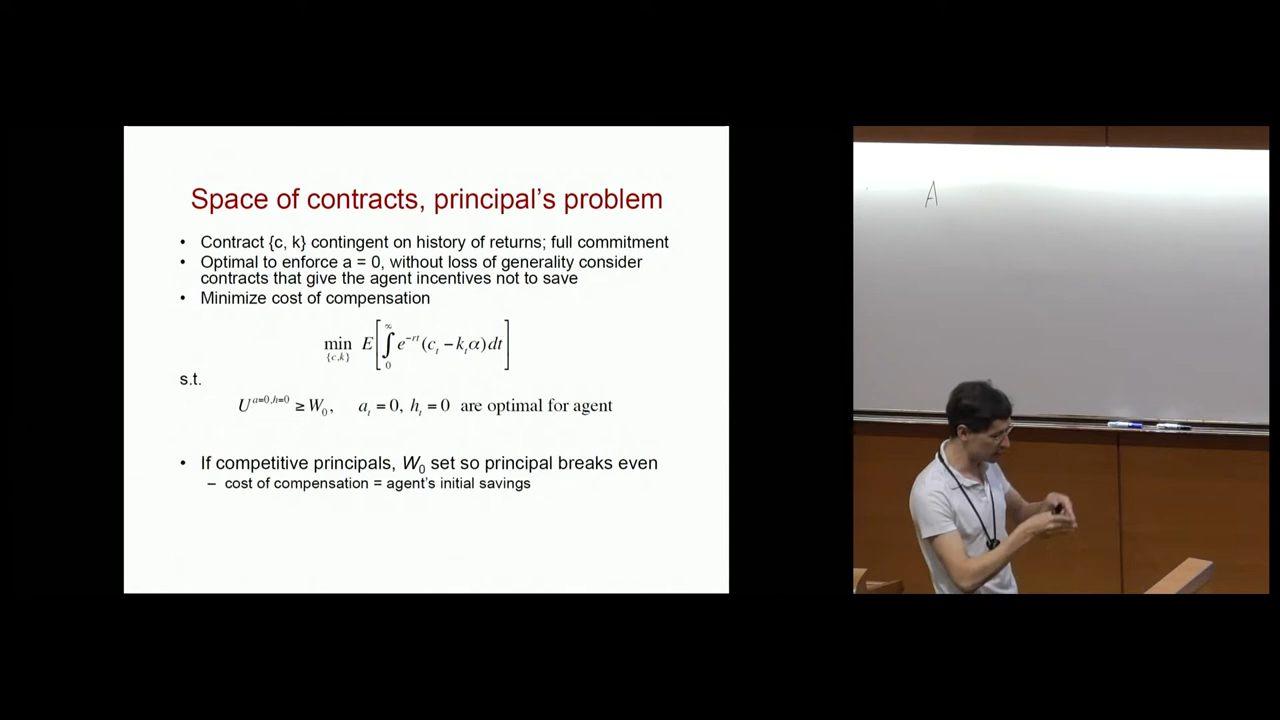 Space of contracts, principal's problem
• Contract {c, k} contingent on history of returns; full commitment
• Optimal to enforce a = 0, without loss of generality consider
contracts that give the agent incentives not to save
• Minimize cost of compensation
min_{c,k} E[∫_0^∞ e^{-rt}(c_t − k_tα)dt]
s.t.
U^{a=0,h=0} ≥ W_0, a_t = 0, h_t = 0 are optimal for agent
• If competitive principals, W_0 set so principal breaks even
– cost of compensation = agent's initial savings
A